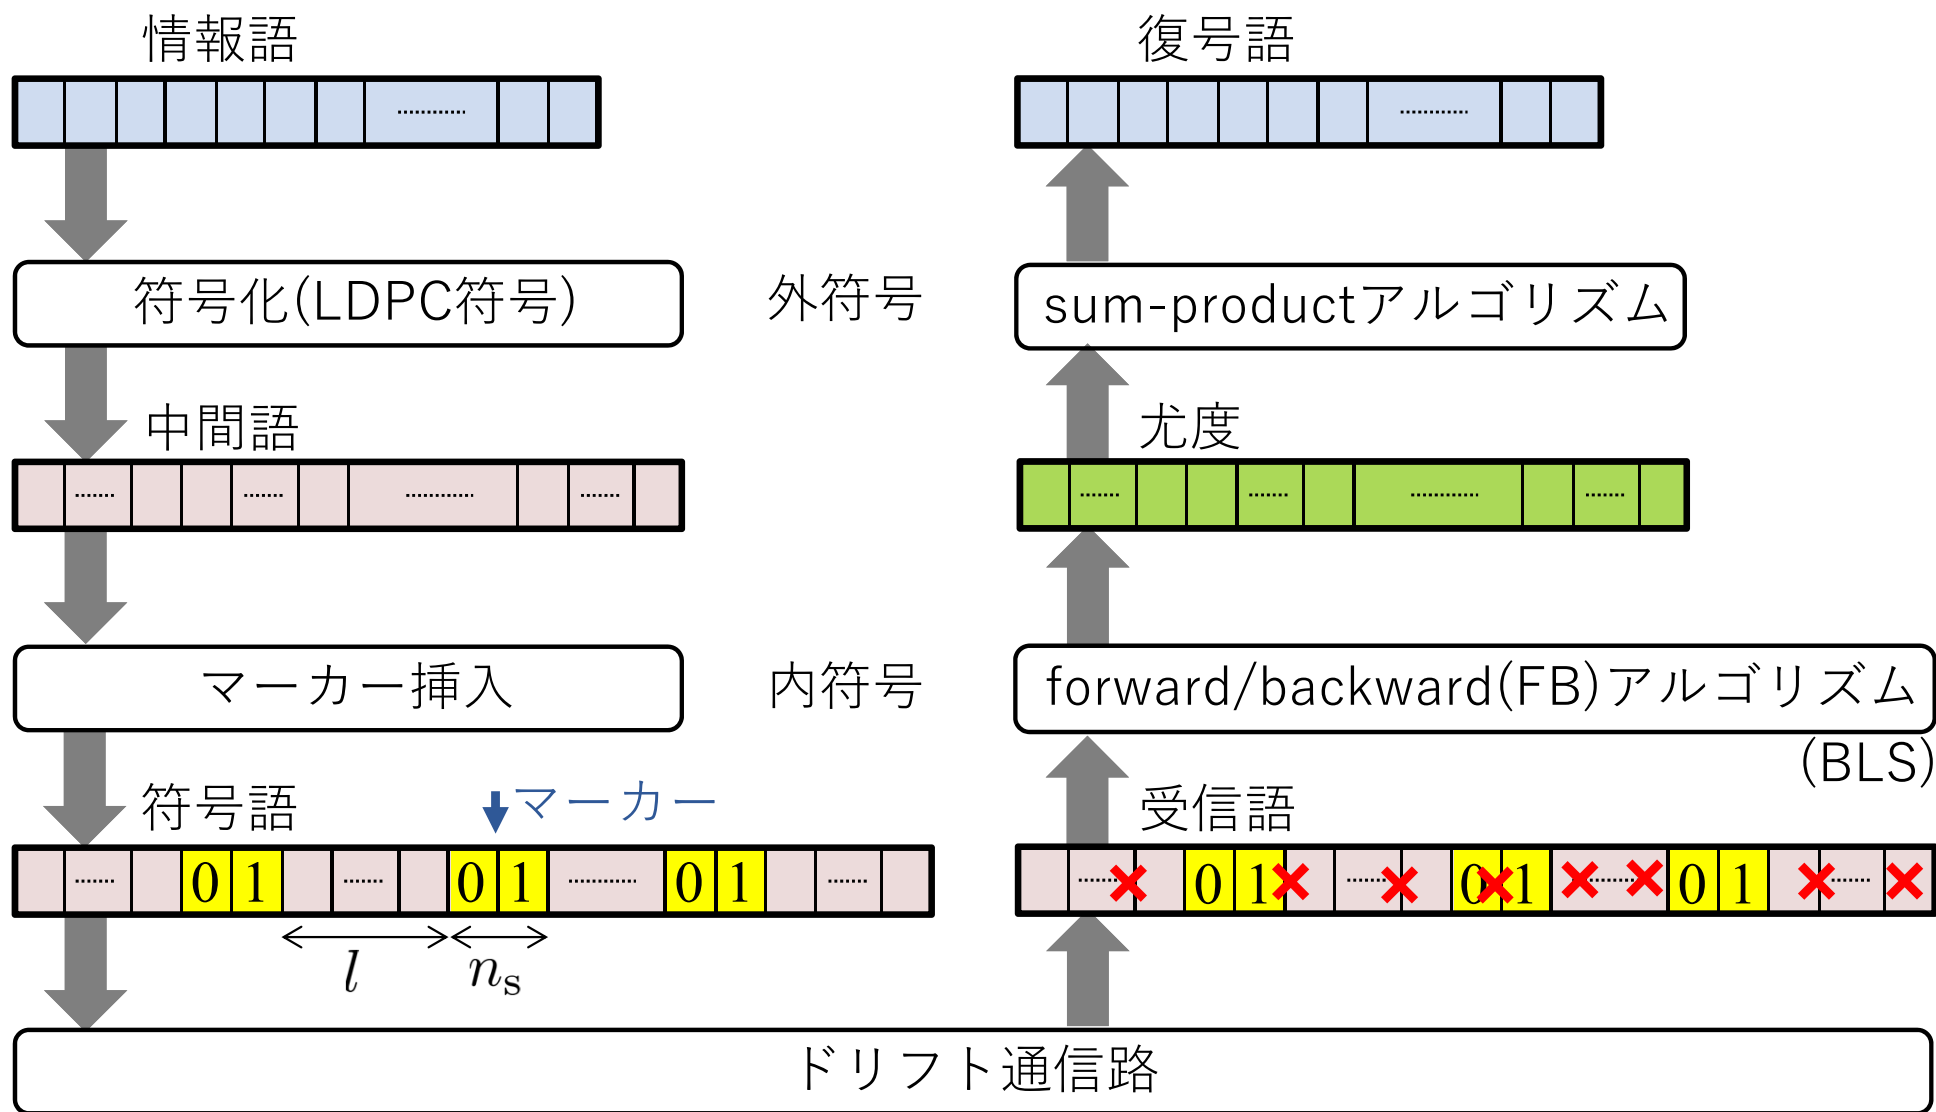 情報語
復号語
符号化(LDPC符号)
外符号
sum-productアルゴリズム
中間語
尤度
マーカー挿入
内符号
forward/backward(FB)アルゴリズム
(BLS)
符号語
マーカー
受信語
0 1 0 1 0 1
0 1 0 1 0 1
l
n_s
ドリフト通信路